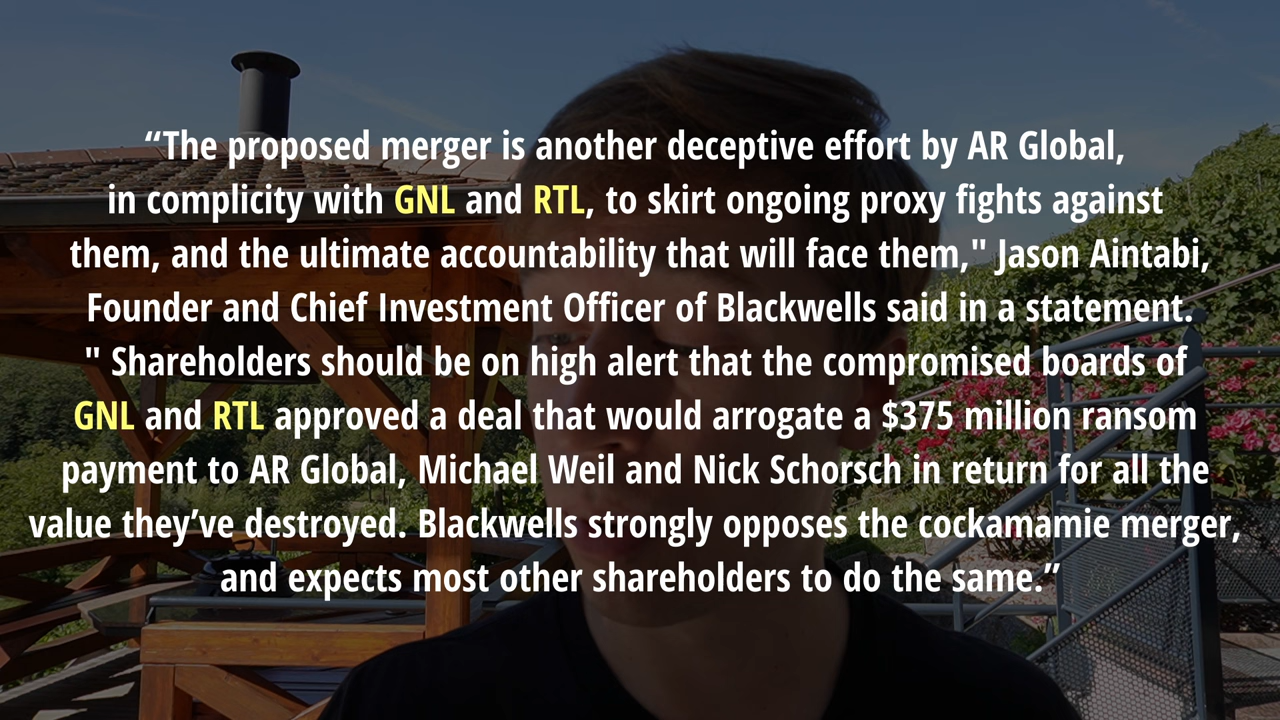 “The proposed merger is another deceptive effort by AR Global,
in complicity with GNL and RTL, to skirt ongoing proxy fights against
them, and the ultimate accountability that will face them," Jason Aintabi,
Founder and Chief Investment Officer of Blackwells said in a statement.
" Shareholders should be on high alert that the compromised boards of
GNL and RTL approved a deal that would arrogate a $375 million ransom
payment to AR Global, Michael Weil and Nick Schorsch in return for all the
value they’ve destroyed. Blackwells strongly opposes the cockamamie merger,
and expects most other shareholders to do the same.”